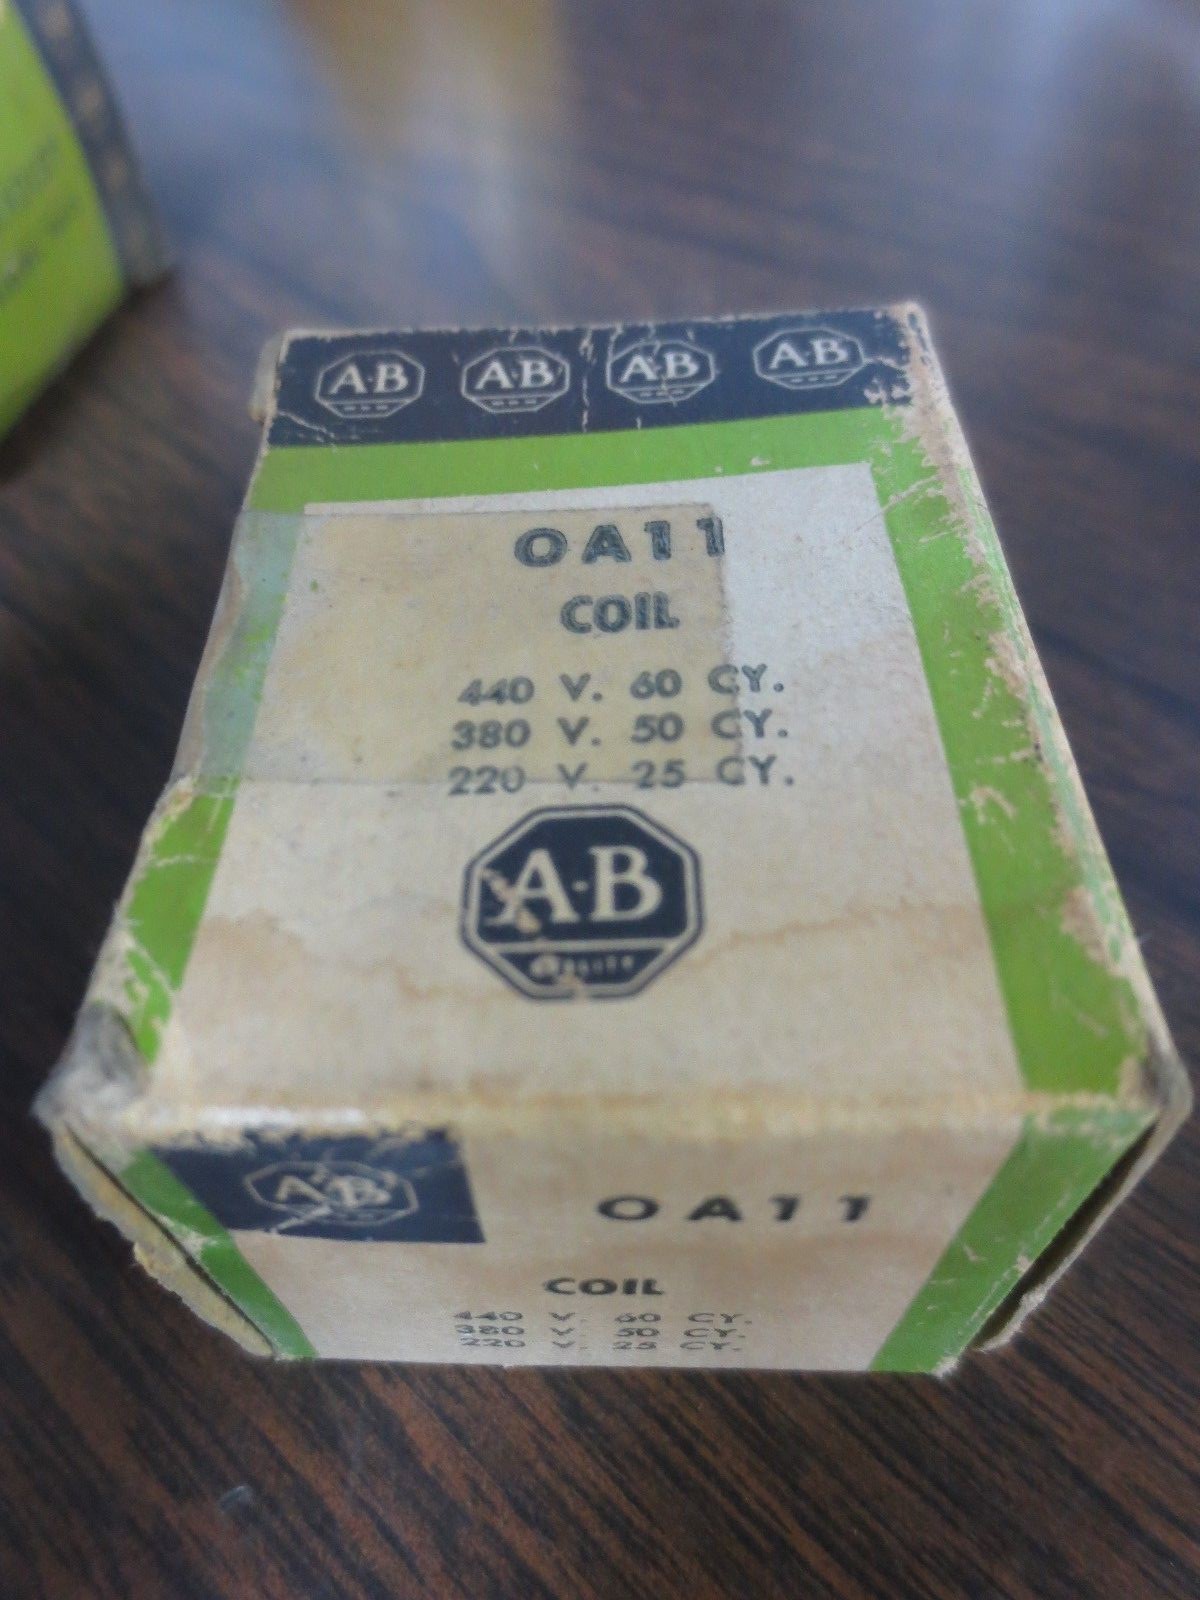 A-B A-B A-B A-B
OA11
COIL
440 V. 60 CY.
380 V. 50 CY.
220 V. 25 CY.
A-B
QUALITY
A-B
OA11
COIL
440 V. 60 CY.
380 V. 50 CY.
220 V. 25 CY.